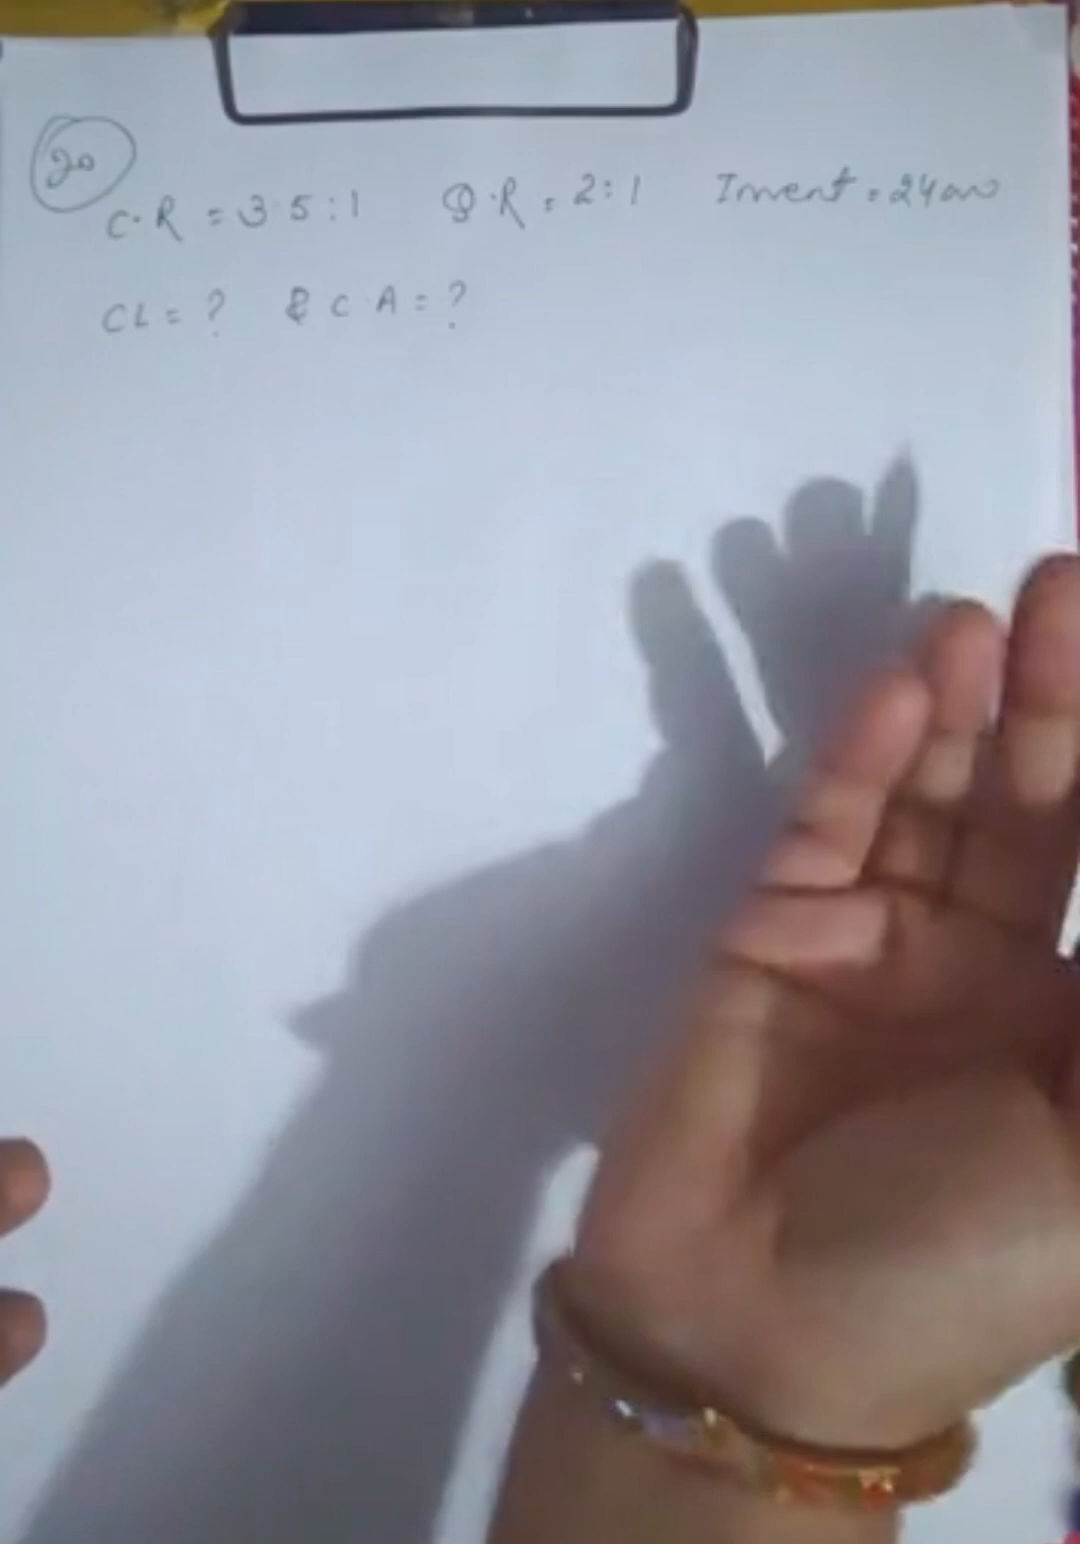 20
C.R = 3.5 : 1 Q.R = 2 : 1 Invent = 24000
CL = ? & C A = ?